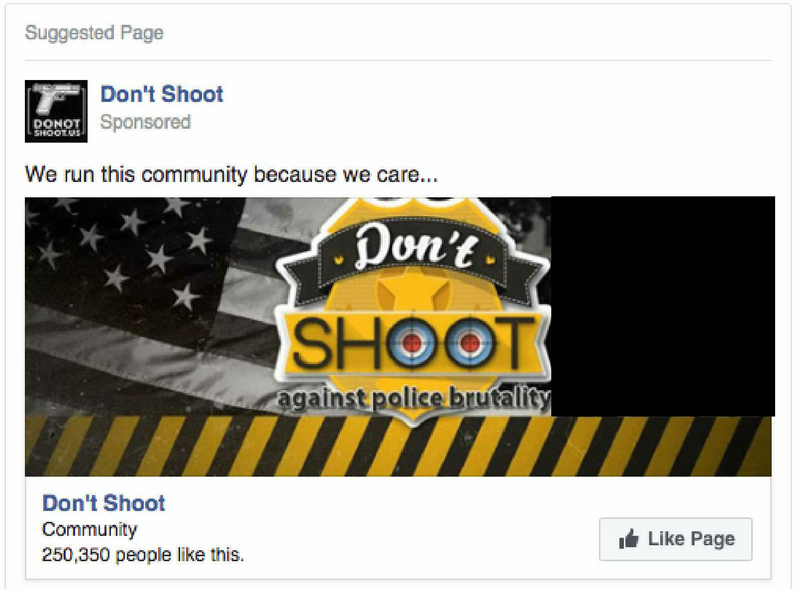 Suggested Page
DONOT
SHOOT.US
Don't Shoot
Sponsored
We run this community because we care...
Don't
SHOOT
against police brutality
Don't Shoot
Community
250,350 people like this.
Like Page